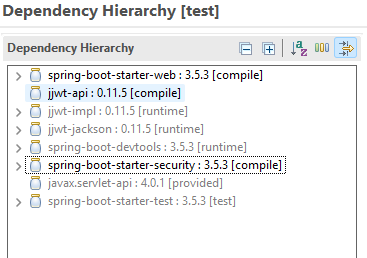 Dependency Hierarchy [test]
Dependency Hierarchy
spring-boot-starter-web : 3.5.3 [compile]
jjwt-api : 0.11.5 [compile]
jjwt-impl : 0.11.5 [runtime]
jjwt-jackson : 0.11.5 [runtime]
spring-boot-devtools : 3.5.3 [runtime]
spring-boot-starter-security : 3.5.3 [compile]
javax.servlet-api : 4.0.1 [provided]
spring-boot-starter-test : 3.5.3 [test]